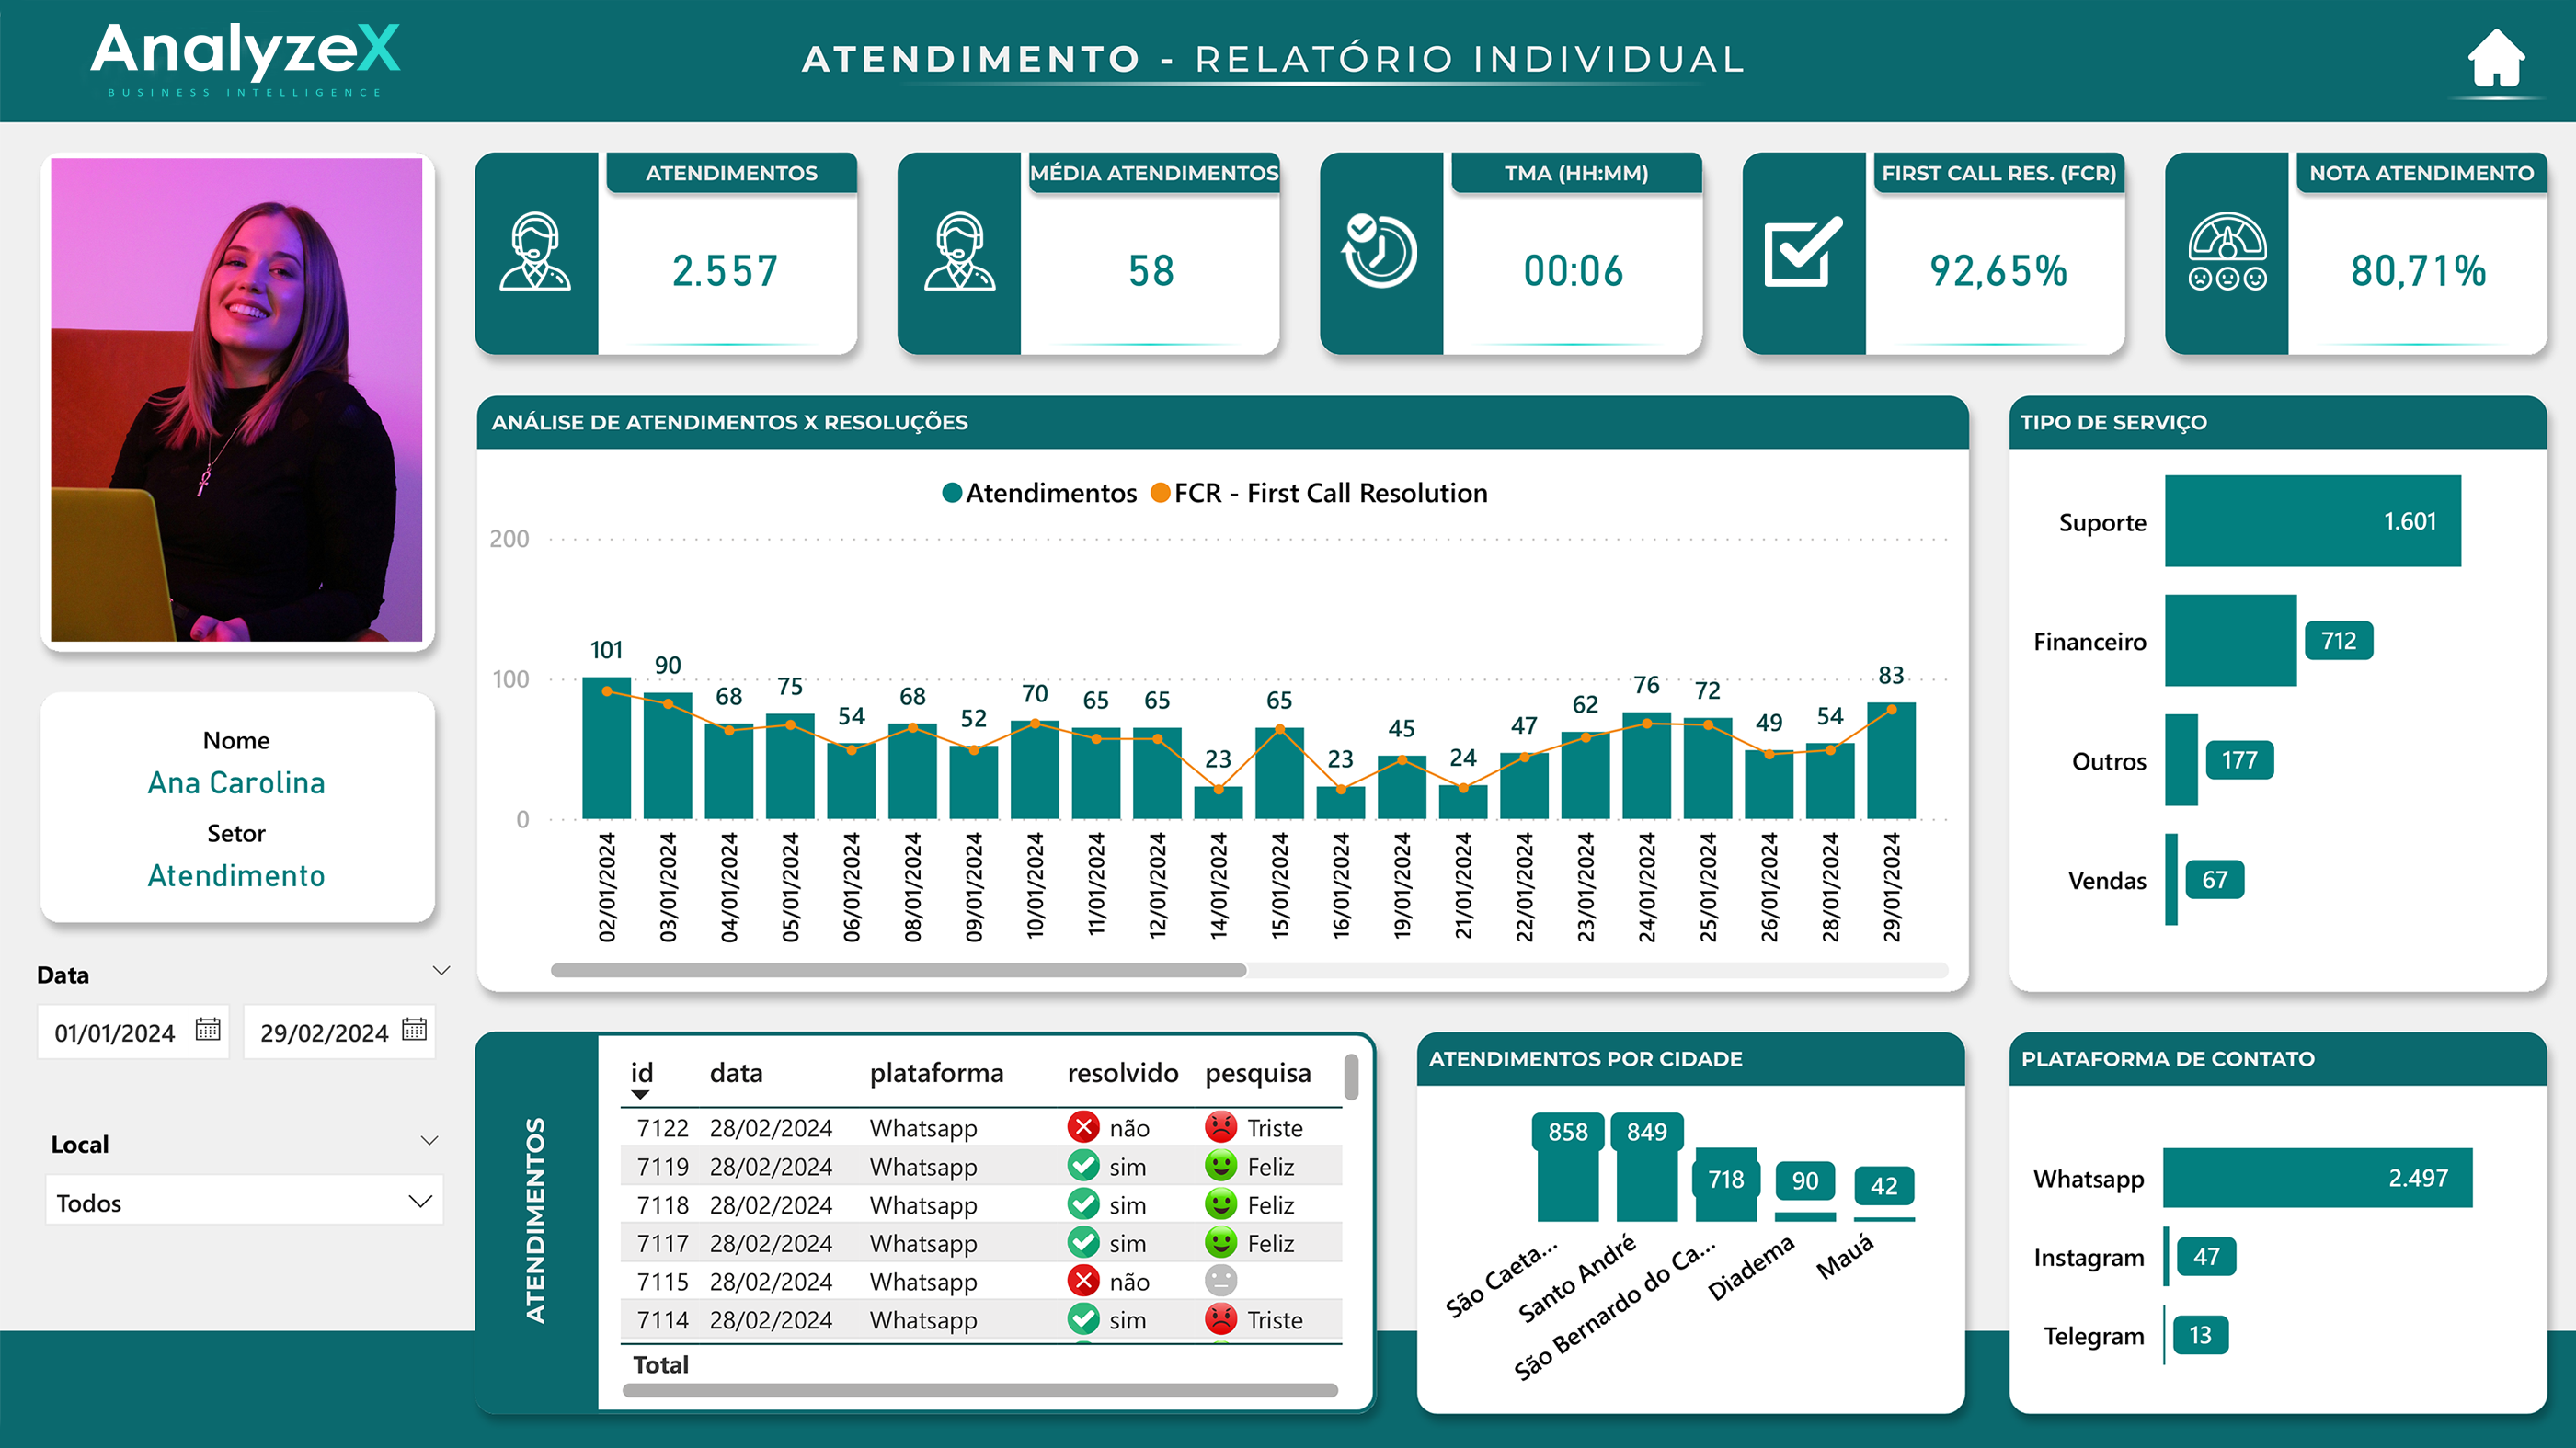 AnalyzeX
BUSINESS INTELLIGENCE
ATENDIMENTO - RELATÓRIO INDIVIDUAL
ATENDIMENTOS
2.557
MÉDIA ATENDIMENTOS
58
TMA (HH:MM)
00:06
FIRST CALL RES. (FCR)
92,65%
NOTA ATENDIMENTO
80,71%
Nome
Ana Carolina
Setor
Atendimento
Data
01/01/2024 29/02/2024
Local
Todos
ANÁLISE DE ATENDIMENTOS X RESOLUÇÕES
Atendimentos FCR - First Call Resolution
200
100
0
101 90 68 75 54 68 52 70 65 65 23 65 23 45 24 47 62 76 72 49 54 83
02/01/2024 03/01/2024 04/01/2024 05/01/2024 06/01/2024 08/01/2024 09/01/2024 10/01/2024 11/01/2024 12/01/2024 14/01/2024 15/01/2024 16/01/2024 19/01/2024 21/01/2024 22/01/2024 23/01/2024 24/01/2024 25/01/2024 26/01/2024 28/01/2024 29/01/2024
TIPO DE SERVIÇO
Suporte 1.601
Financeiro 712
Outros 177
Vendas 67
ATENDIMENTOS
id data plataforma resolvido pesquisa
7122 28/02/2024 Whatsapp não Triste
7119 28/02/2024 Whatsapp sim Feliz
7118 28/02/2024 Whatsapp sim Feliz
7117 28/02/2024 Whatsapp sim Feliz
7115 28/02/2024 Whatsapp não
7114 28/02/2024 Whatsapp sim Triste
Total
ATENDIMENTOS POR CIDADE
858 849 718 90 42
São Caeta... Santo André São Bernardo do Ca... Diadema Mauá
PLATAFORMA DE CONTATO
Whatsapp 2.497
Instagram 47
Telegram 13